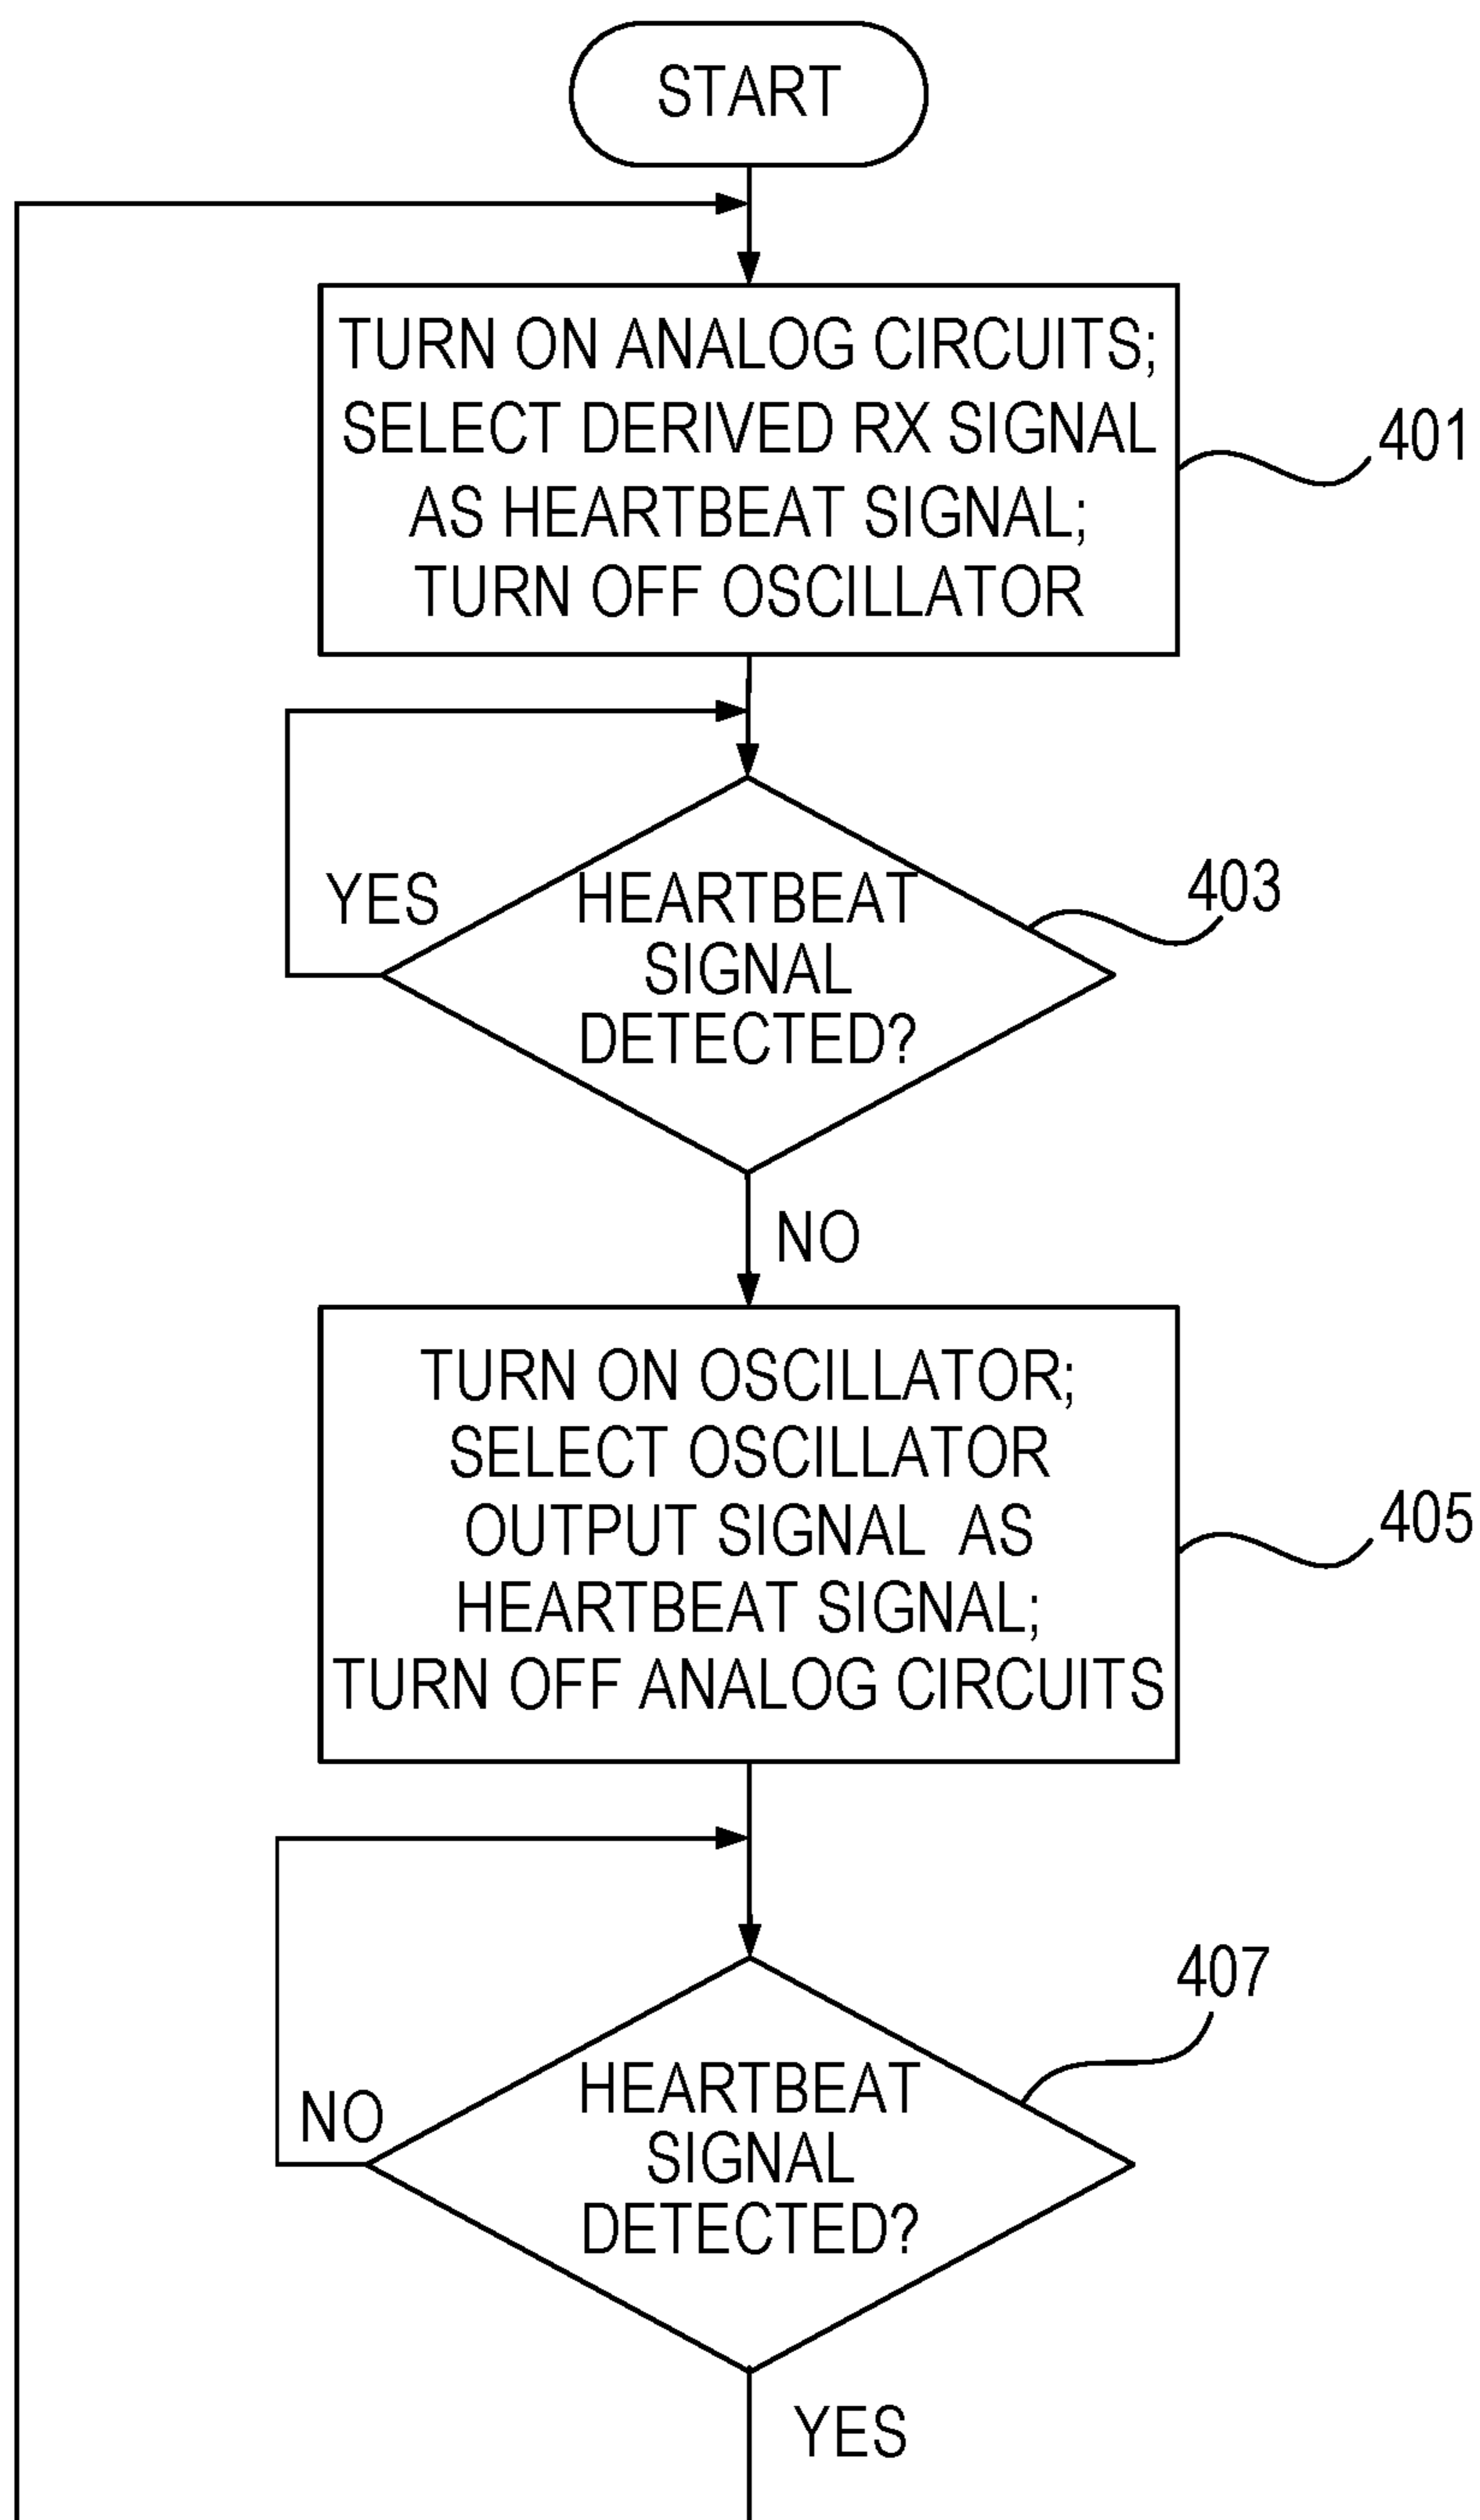 START
TURN ON ANALOG CIRCUITS;
SELECT DERIVED RX SIGNAL
AS HEARTBEAT SIGNAL;
TURN OFF OSCILLATOR
401
YES
HEARTBEAT
SIGNAL
DETECTED?
403
NO
TURN ON OSCILLATOR;
SELECT OSCILLATOR
OUTPUT SIGNAL AS
HEARTBEAT SIGNAL;
TURN OFF ANALOG CIRCUITS
405
NO
HEARTBEAT
SIGNAL
DETECTED?
407
YES